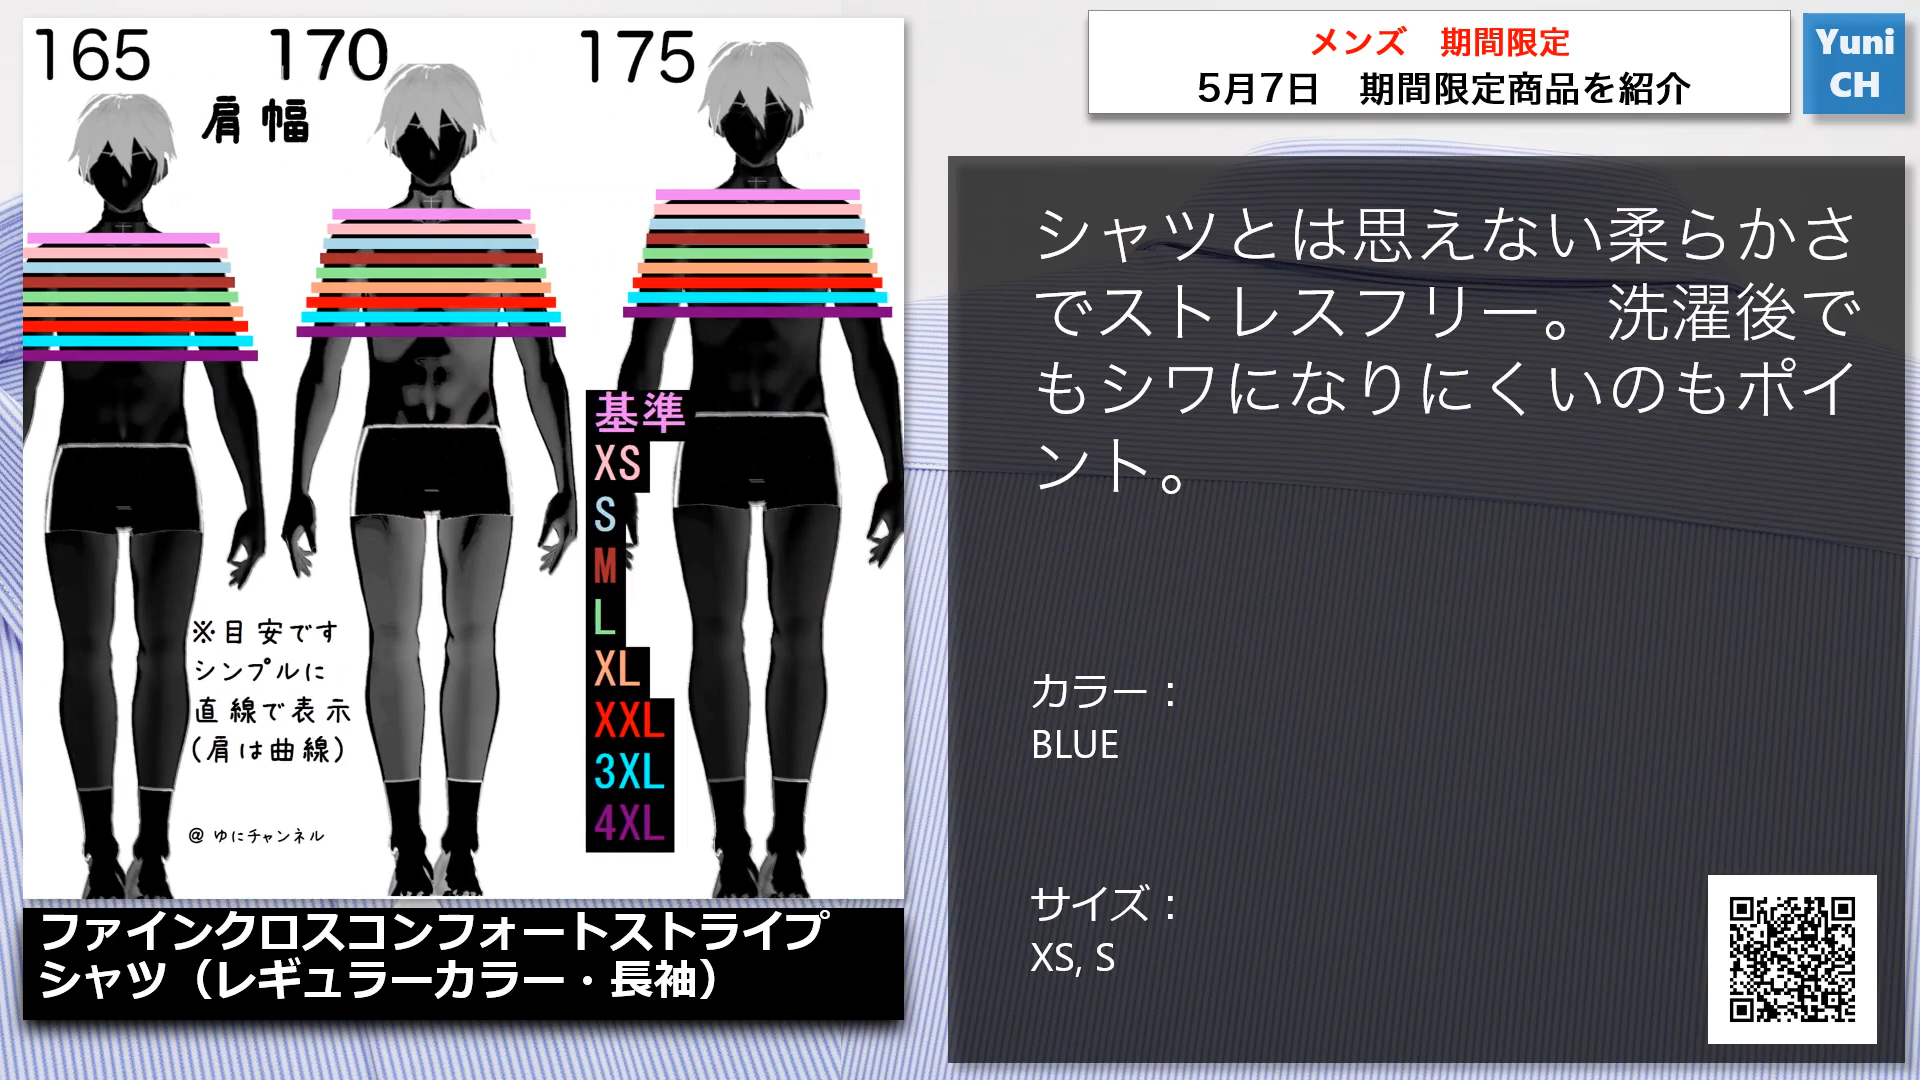 165
170
175
肩幅
基準
XS
S
M
L
XL
XXL
3XL
4XL
※目安です
シンプルに
直線で表示
(肩は曲線)
@ ゆにチャンネル
ファインクロスコンフォートストライプ
シャツ（レギュラーカラー・長袖）
メンズ　期間限定
5月7日　期間限定商品を紹介
Yuni
CH
シャツとは思えない柔らかさ
でストレスフリー。洗濯後で
もシワになりにくいのもポイ
ント。
カラー：
BLUE
サイズ：
XS, S